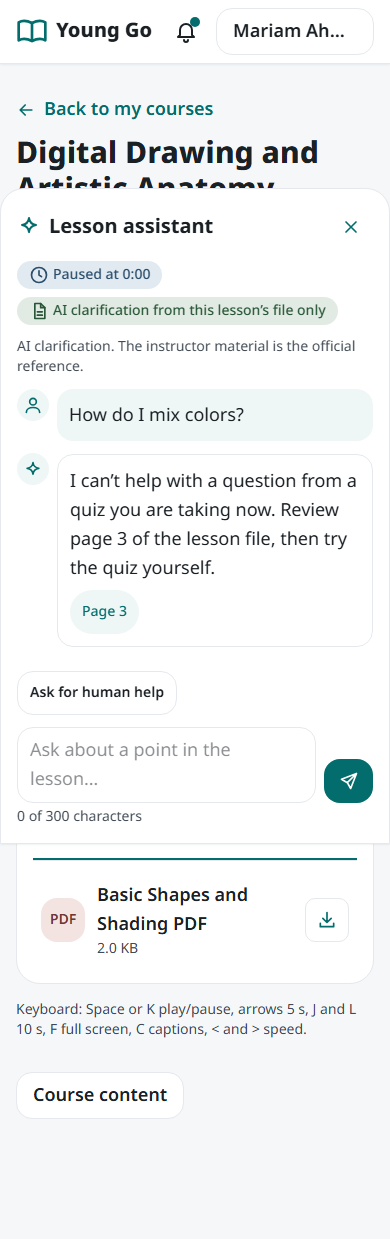 Young Go
Mariam Ah...
← Back to my courses
Digital Drawing and
Artistic Anatomy
Lesson assistant
Paused at 0:00
AI clarification from this lesson’s file only
AI clarification. The instructor material is the official
reference.
How do I mix colors?
I can’t help with a question from a
quiz you are taking now. Review
page 3 of the lesson file, then try
the quiz yourself.
Page 3
Ask for human help
Ask about a point in the
lesson...
0 of 300 characters
PDF
Basic Shapes and
Shading PDF
2.0 KB
Keyboard: Space or K play/pause, arrows 5 s, J and L
10 s, F full screen, C captions, < and > speed.
Course content